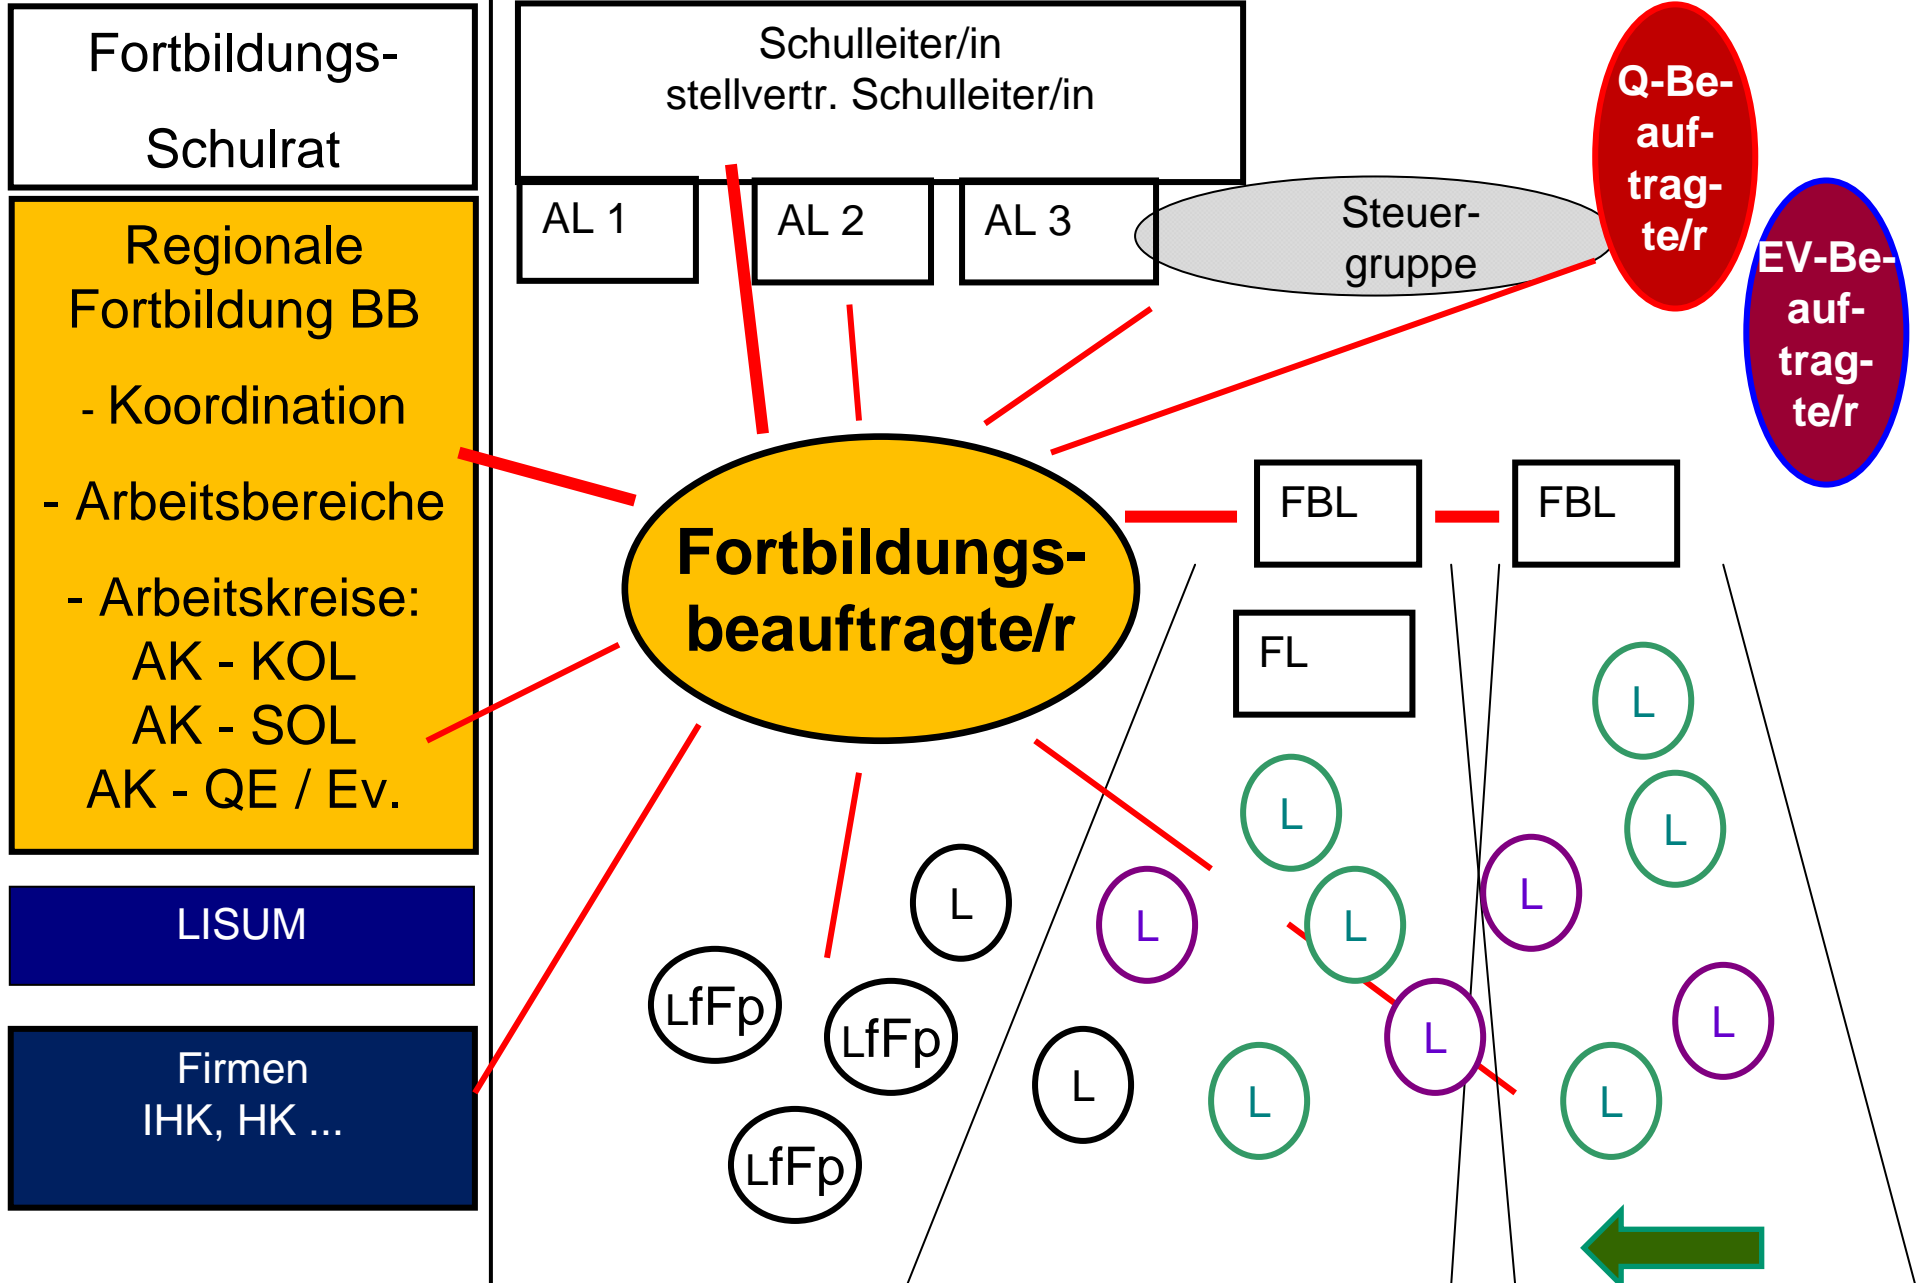 Fortbildungs-
Schulrat
Regionale
Fortbildung BB
- Koordination
- Arbeitsbereiche
- Arbeitskreise:
AK - KOL
AK - SOL
AK - QE / Ev.
LISUM
Firmen
IHK, HK ...
Schulleiter/in
stellvertr. Schulleiter/in
AL 1
AL 2
AL 3
Steuer-
gruppe
Q-Be-
auf-
trag-
te/r
EV-Be-
auf-
trag-
te/r
Fortbildungs-
beauftragte/r
FBL
FBL
FL
L
L
L
L
L
L
L
L
L
L
L
L
L
LfFp
LfFp
LfFp